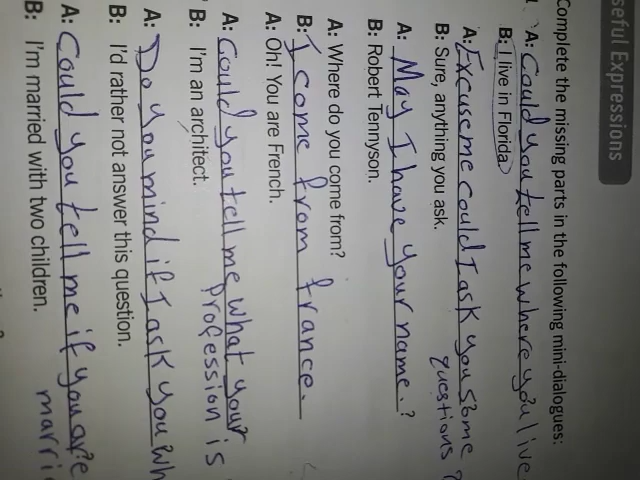 seful Expressions
Complete the missing parts in the following mini-dialogues:
A: Could you tell me where you live
B: I live in Florida.
A: Excuse me could I ask you some
questions ?
B: Sure, anything you ask.
A: May I have your name. ?
B: Robert Tennyson.
A: Where do you come from?
B: I come from france.
A: Oh! You are French.
A: Could you tell me what your
profession is
B: I'm an architect.
A: Do you mind if I ask you wh
B: I'd rather not answer this question.
A: Could you tell me if you are
marri
B: I'm married with two children.